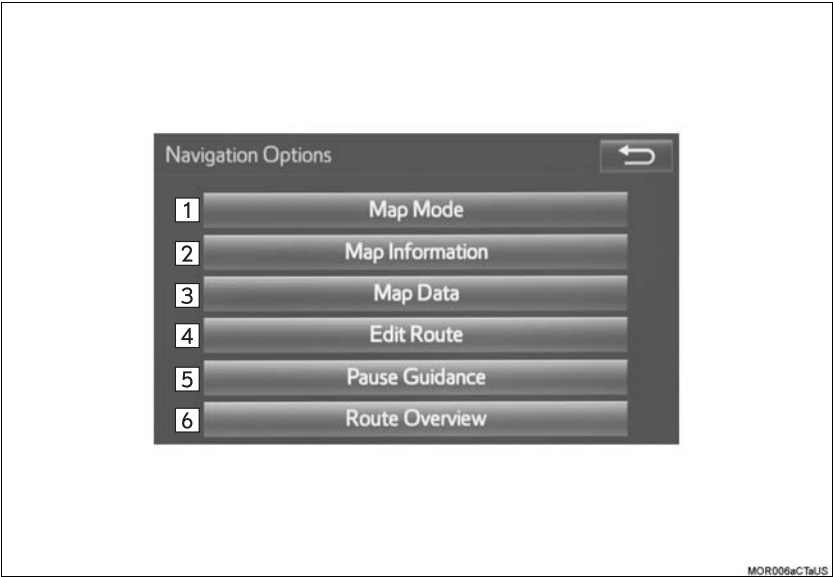 Navigation Options
1 Map Mode
2 Map Information
3 Map Data
4 Edit Route
5 Pause Guidance
6 Route Overview
MOR006aCTaUS